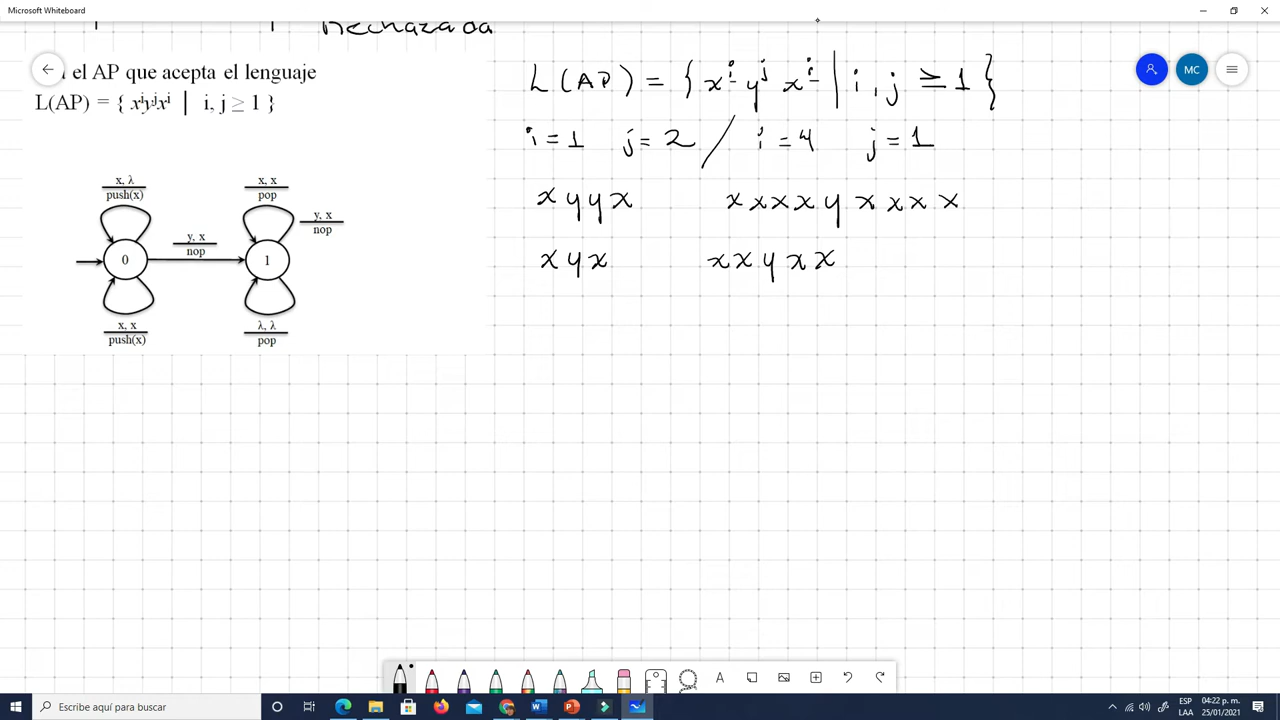 Microsoft Whiteboard
Rechazada
el AP que acepta el lenguaje
L(AP) = { xⁱyʲxⁱ | i, j ≥ 1 }
x, λ
push(x)
x, x
pop
y, x
nop
y, x
nop
0
1
x, x
push(x)
λ, λ
pop
L(AP) = { xⁱ yʲ xⁱ | i, j ≥ 1 }
i = 1 j = 2 / i = 4 j = 1
x y y x x x x x y x x x x
x y x x x y x x
MC
A
Escribe aquí para buscar
ESP
LAA
04:22 p. m.
25/01/2021